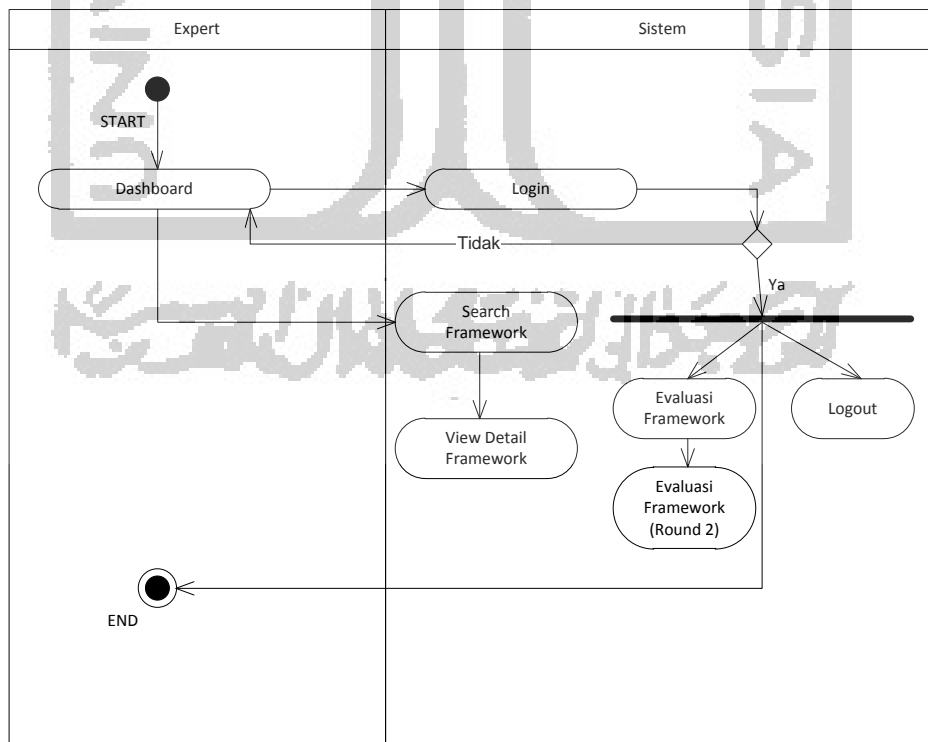 Expert
Sistem
START
Dashboard
Login
Tidak
Ya
Search
Framework
Evaluasi
Framework
Logout
View Detail
Framework
Evaluasi
Framework
(Round 2)
END